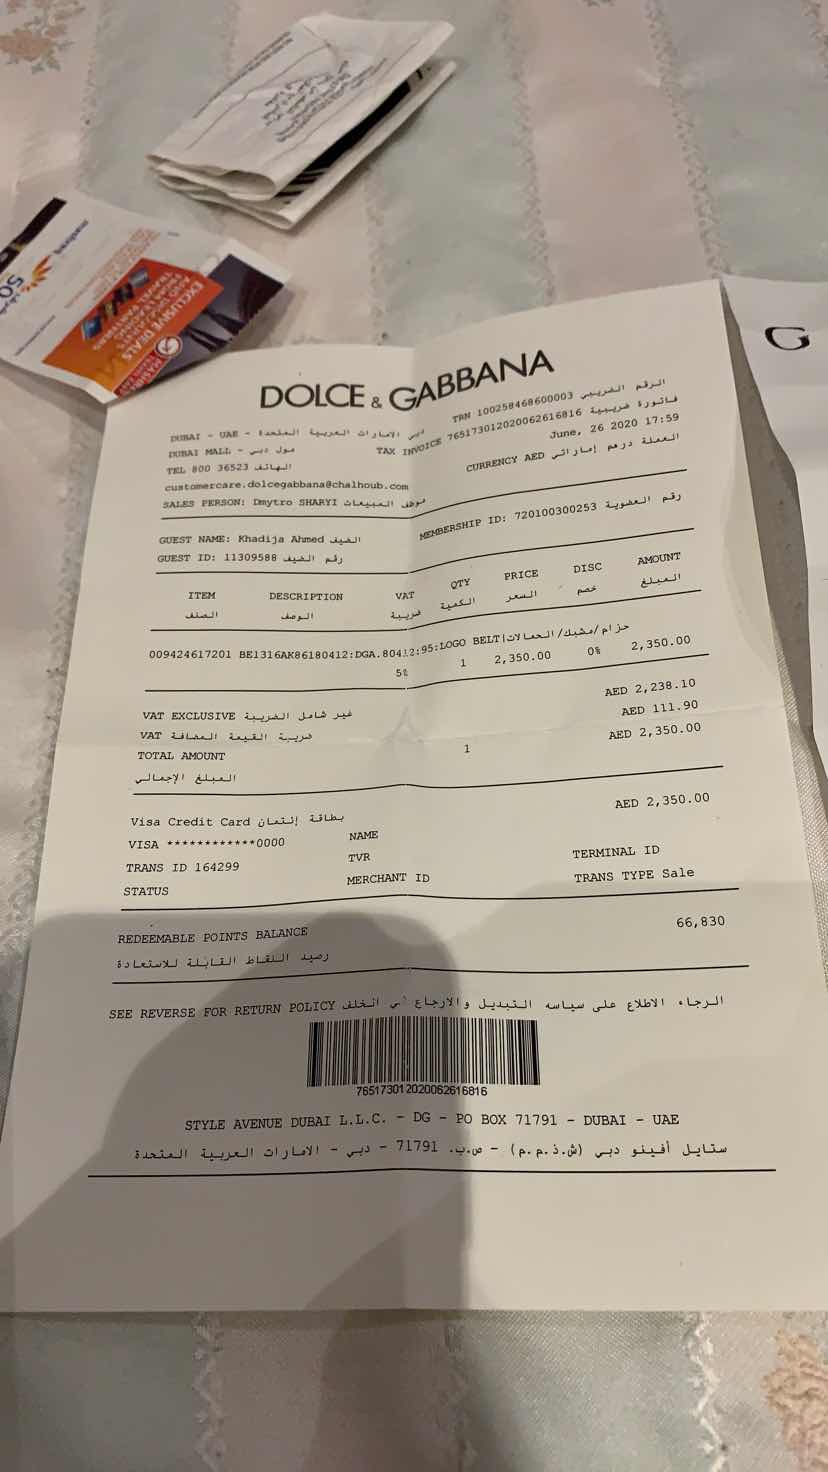 mashreq
50
EXCLUSIVE DEALS
DOLCE & GABBANA
DUBAI - UAE - دبي الامارات العربية المتحدة
DUBAI MALL - مول دبي
TEL 800 36523 الهاتف
customercare.dolcegabbana@chalhoub.com
SALES PERSON: Dmytro SHARYI موظف المبيعات
TRN 100258468600003 الرقم الضريبي
TAX INVOICE 765173012020062616816 فاتورة ضريبية
June, 26 2020 17:59
CURRENCY AED العملة درهم إماراتي
GUEST NAME: Khadija Ahmed الضيف
GUEST ID: 11309588 رقم الضيف
MEMBERSHIP ID: 720100300253 رقم العضوية
ITEM DESCRIPTION VAT QTY PRICE DISC AMOUNT
الصنف الوصف ضريبة الكمية السعر خصم المبلغ
009424617201 BE1316AK86180412:DGA.80412:95:LOGO BELT|حزام/مشبك/الحمالات
5% 1 2,350.00 0% 2,350.00
VAT EXCLUSIVE غير شامل الضريبة AED 2,238.10
VAT ضريبة القيمة المضافة AED 111.90
TOTAL AMOUNT 1 AED 2,350.00
المبلغ الإجمالي
Visa Credit Card بطاقة إئتمان AED 2,350.00
VISA ************0000 NAME
TRANS ID 164299 TVR TERMINAL ID
STATUS MERCHANT ID TRANS TYPE Sale
REDEEMABLE POINTS BALANCE 66,830
رصيد النقاط القابلة للاستعادة
SEE REVERSE FOR RETURN POLICY الرجاء الاطلاع على سياسه التبديل والارجاع في الخلف
765173012020062616816
STYLE AVENUE DUBAI L.L.C. - DG - PO BOX 71791 - DUBAI - UAE
ستايل أفينو دبي (ش.ذ.م.م) - ص.ب. 71791 - دبي - الامارات العربية المتحدة
G